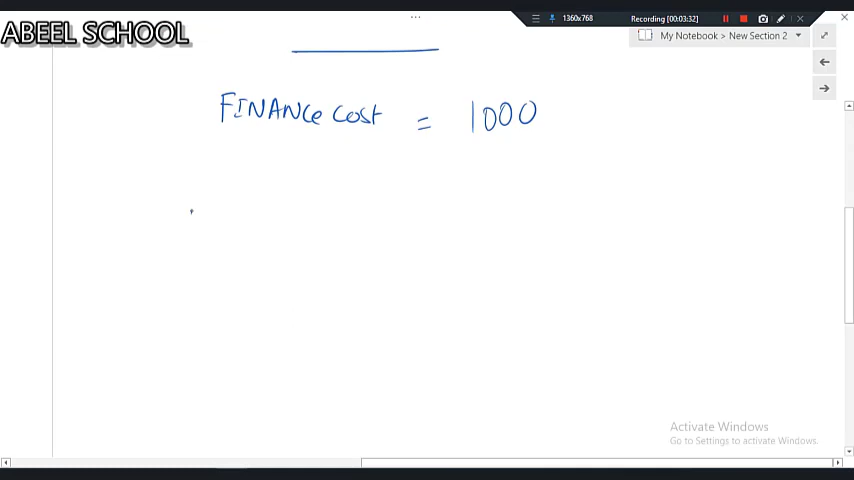 ABEEL SCHOOL
1360x768
Recording [00:03:32]
My Notebook > New Section 2
FINANCe cost = 1000
Activate Windows
Go to Settings to activate Windows.